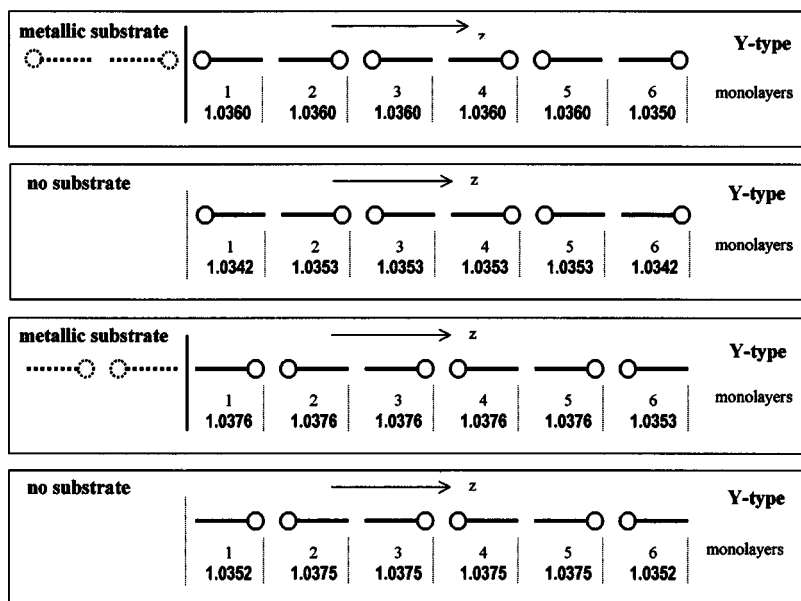 metallic substrate
z
Y-type
1 2 3 4 5 6 monolayers
1.0360 1.0360 1.0360 1.0360 1.0360 1.0350
no substrate
z
Y-type
1 2 3 4 5 6 monolayers
1.0342 1.0353 1.0353 1.0353 1.0353 1.0342
metallic substrate
z
Y-type
1 2 3 4 5 6 monolayers
1.0376 1.0376 1.0376 1.0376 1.0376 1.0353
no substrate
z
Y-type
1 2 3 4 5 6 monolayers
1.0352 1.0375 1.0375 1.0375 1.0375 1.0352